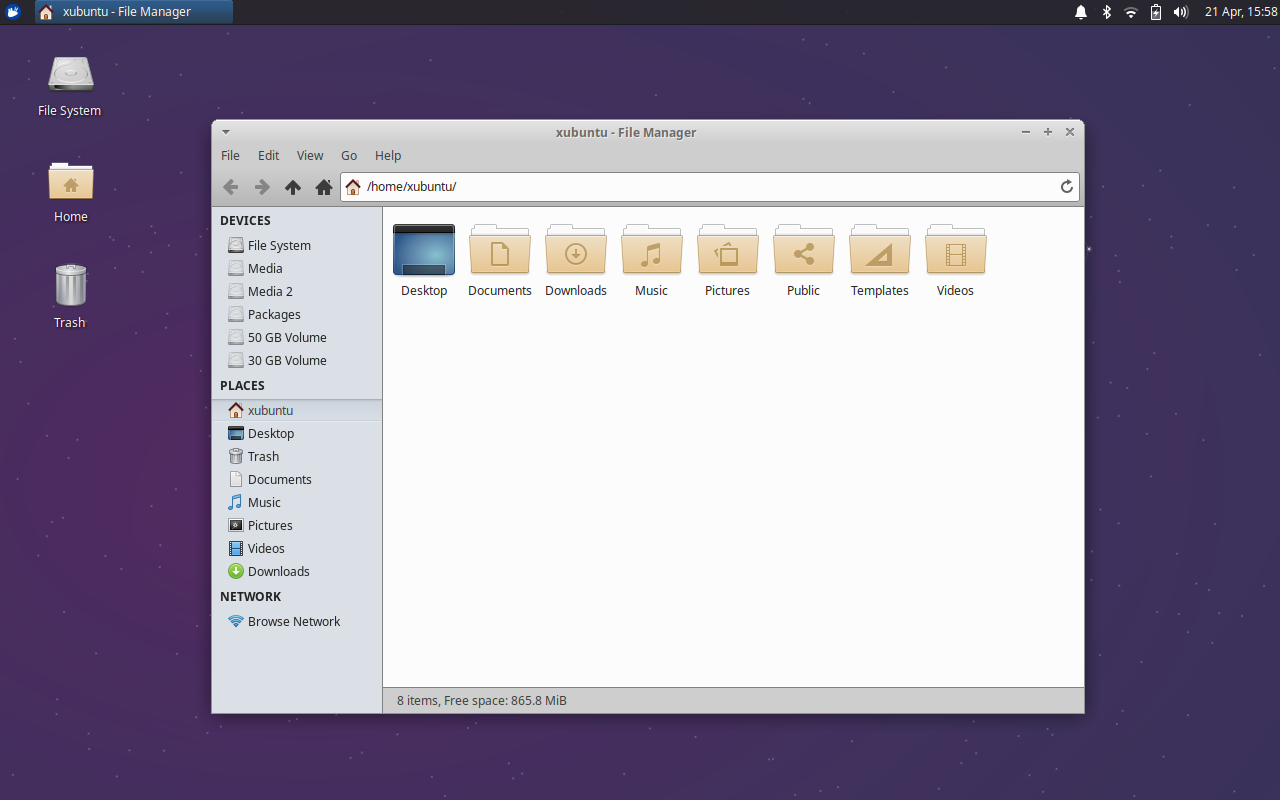 xubuntu - File Manager
21 Apr, 15:58
File System
Home
Trash
xubuntu - File Manager
File Edit View Go Help
/home/xubuntu/
DEVICES
File System
Media
Media 2
Packages
50 GB Volume
30 GB Volume
PLACES
xubuntu
Desktop
Trash
Documents
Music
Pictures
Videos
Downloads
NETWORK
Browse Network
Desktop Documents Downloads Music Pictures Public Templates Videos
8 items, Free space: 865.8 MiB